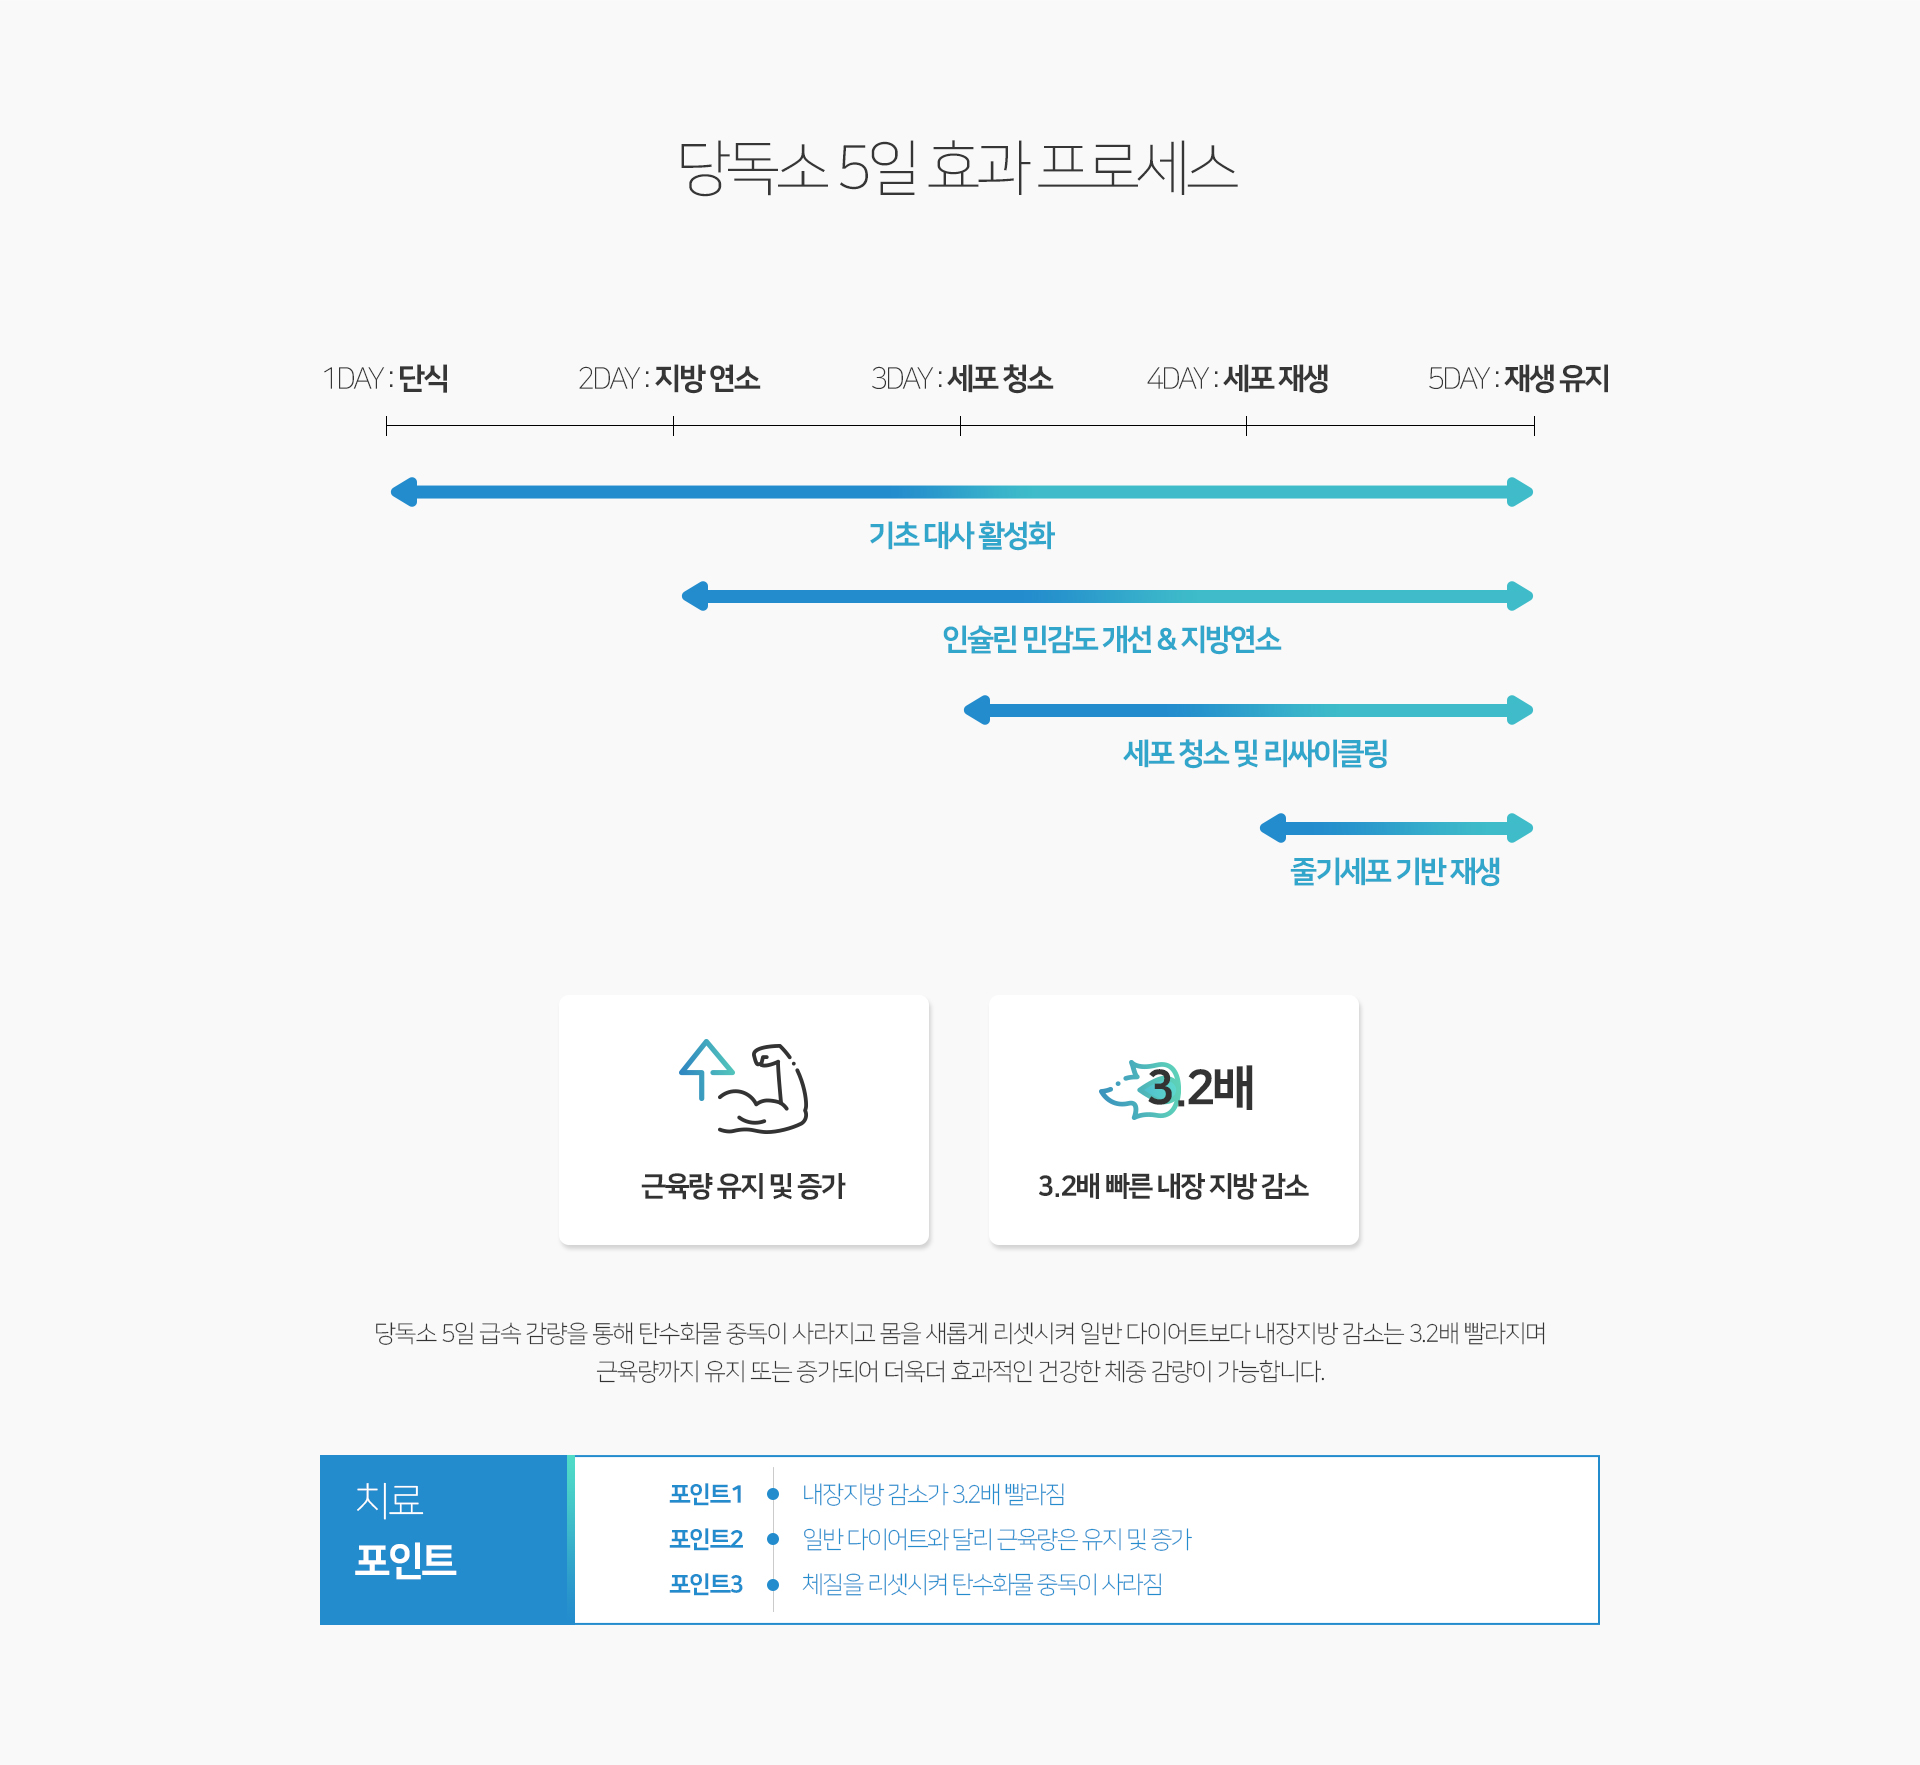 당독소 5일 효과 프로세스
1DAY : 단식
2DAY : 지방 연소
3DAY : 세포 청소
4DAY : 세포 재생
5DAY : 재생 유지
기초 대사 활성화
인슐린 민감도 개선 & 지방연소
세포 청소 및 리싸이클링
줄기세포 기반 재생
근육량 유지 및 증가
3.2배
3.2배 빠른 내장 지방 감소
당독소 5일 급속 감량을 통해 탄수화물 중독이 사라지고 몸을 새롭게 리셋시켜 일반 다이어트보다 내장지방 감소는 3.2배 빨라지며
근육량까지 유지 또는 증가되어 더욱더 효과적인 건강한 체중 감량이 가능합니다.
치료
포인트
포인트1 내장지방 감소가 3.2배 빨라짐
포인트2 일반 다이어트와 달리 근육량은 유지 및 증가
포인트3 체질을 리셋시켜 탄수화물 중독이 사라짐